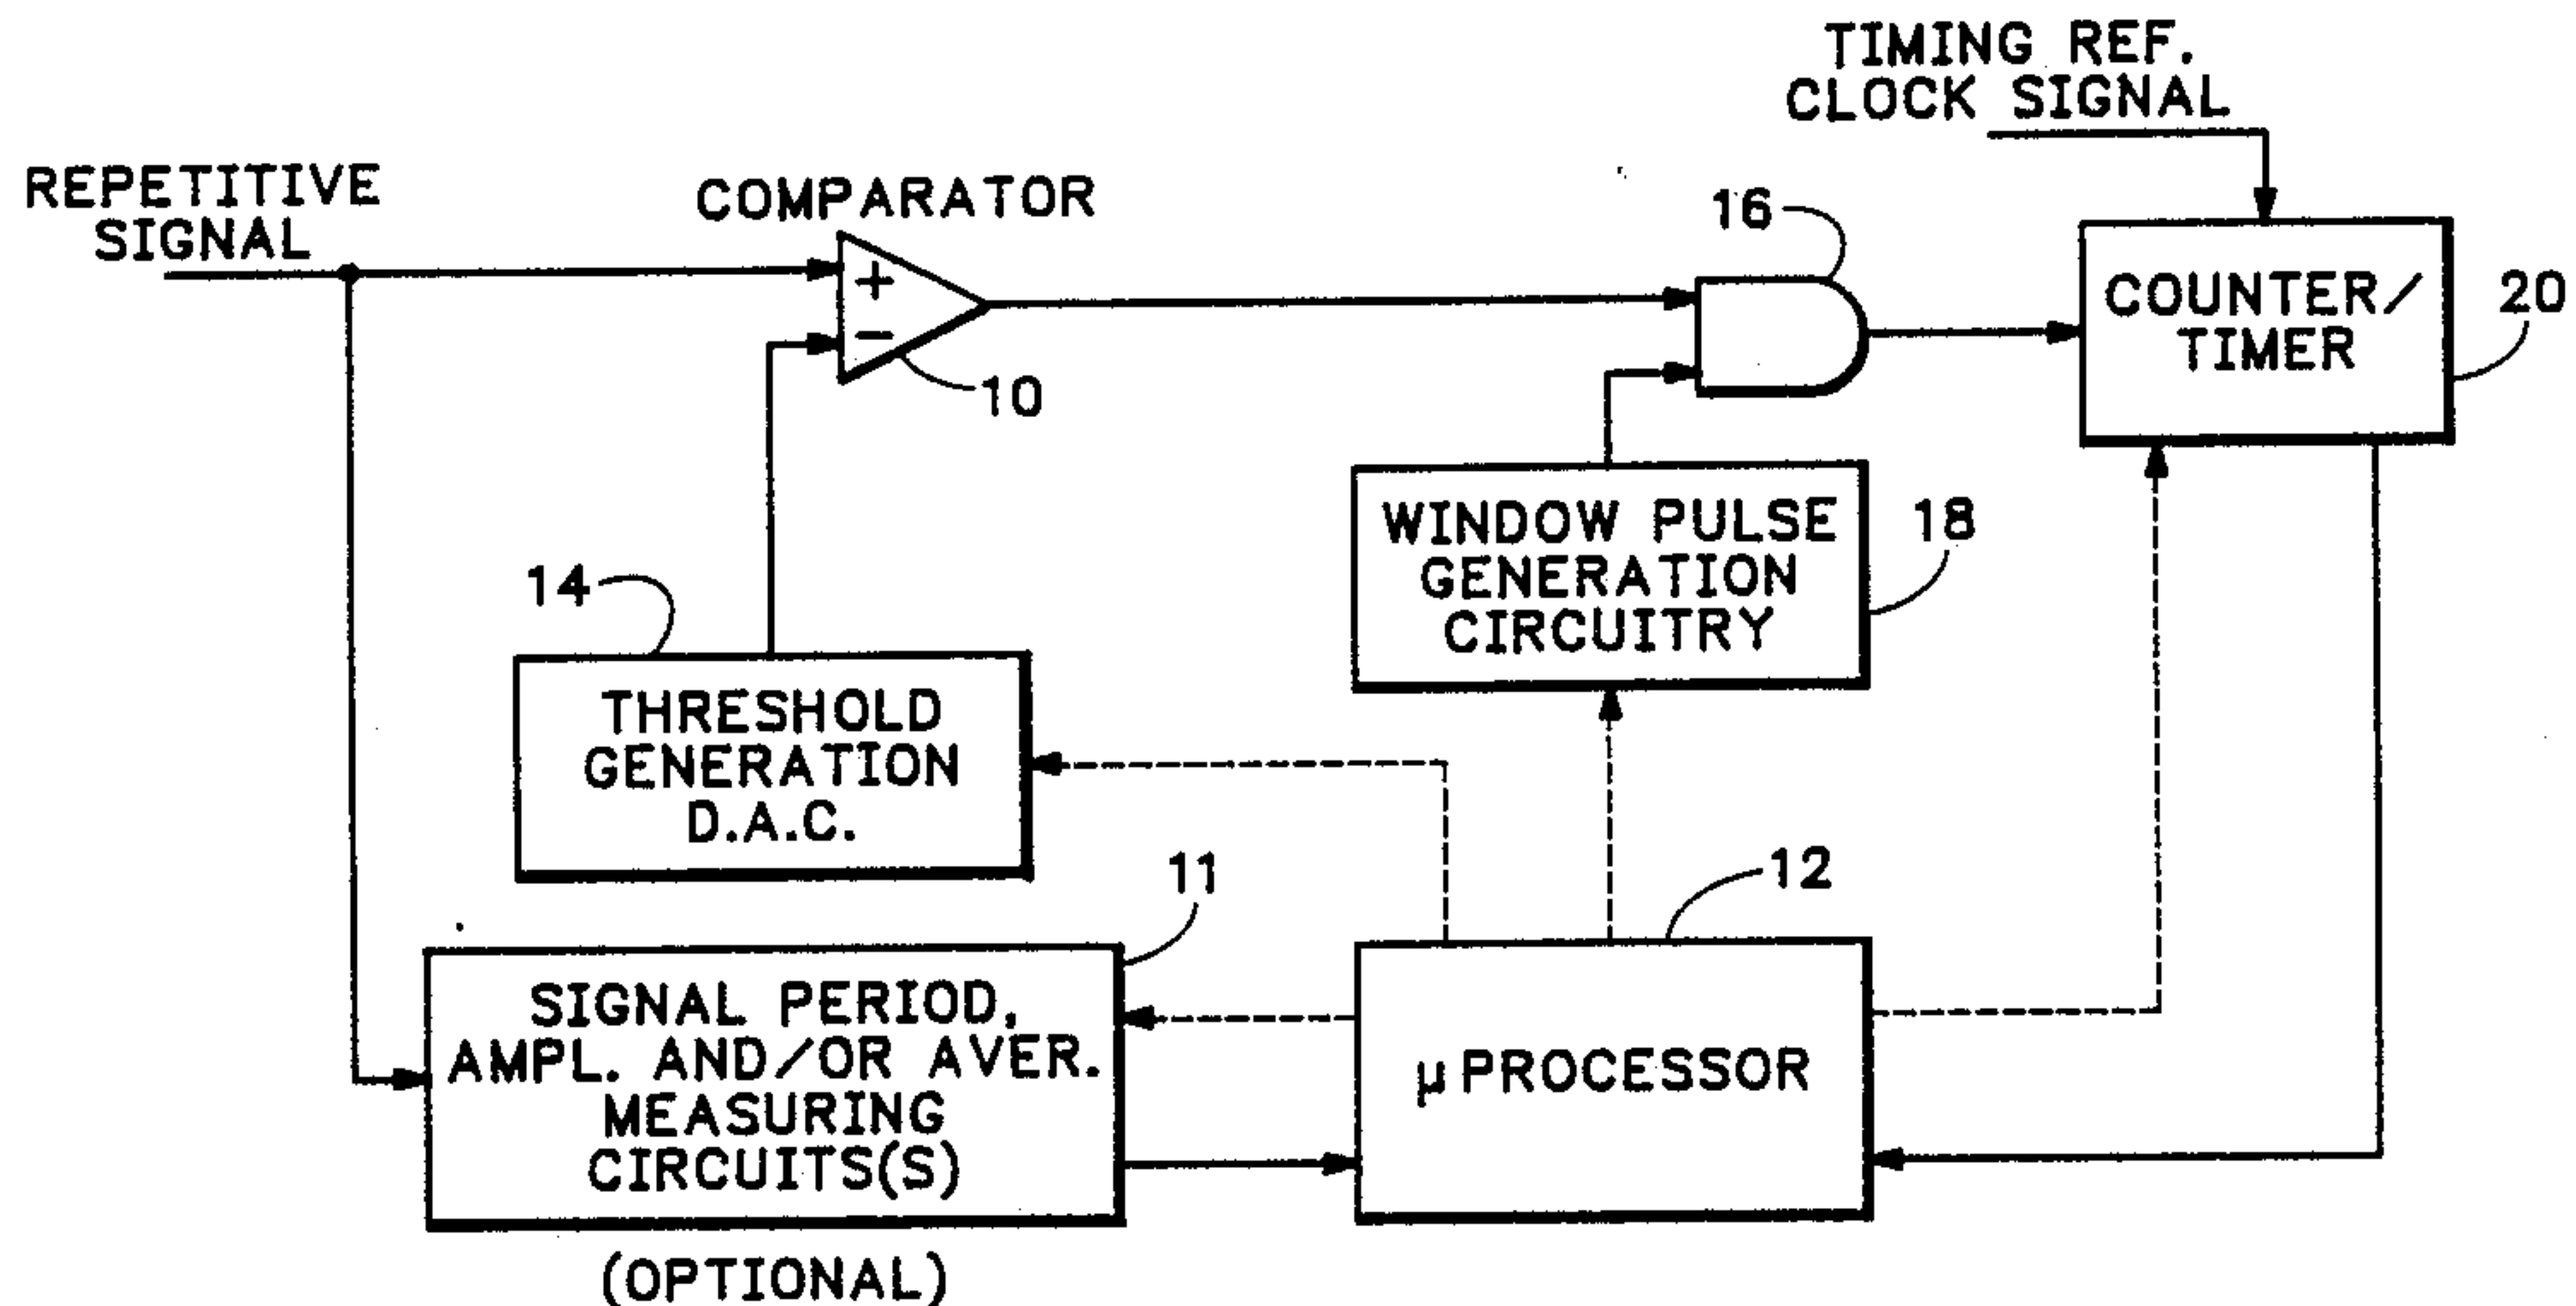 TIMING REF.
CLOCK SIGNAL
REPETITIVE
SIGNAL
COMPARATOR
+
−
10
16
COUNTER/
TIMER
20
WINDOW PULSE
GENERATION
CIRCUITRY
18
14
THRESHOLD
GENERATION
D.A.C.
11
12
SIGNAL PERIOD,
AMPL. AND/OR AVER.
MEASURING
CIRCUITS(S)
(OPTIONAL)
μ PROCESSOR